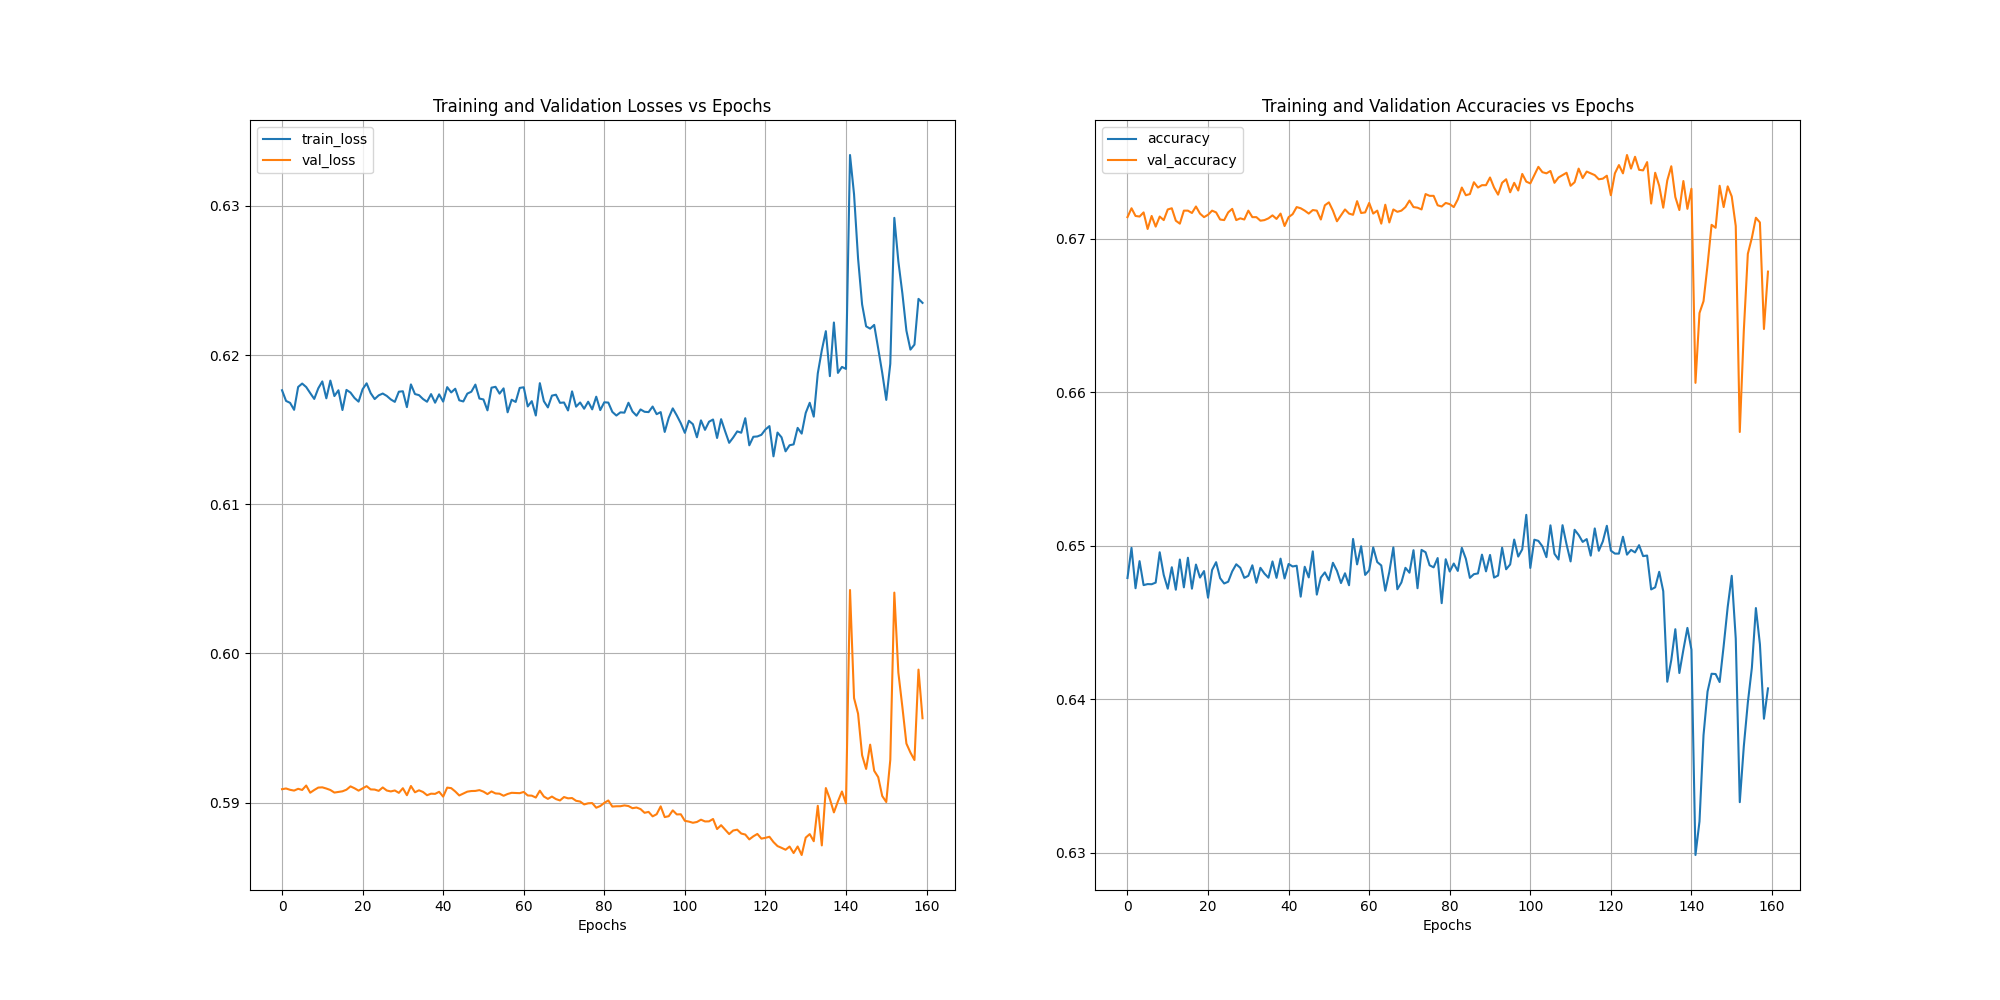 Training and Validation Losses vs Epochs
train_loss
val_loss
0.63
0.62
0.61
0.60
0.59
0 20 40 60 80 100 120 140 160
Epochs
Training and Validation Accuracies vs Epochs
accuracy
val_accuracy
0.67
0.66
0.65
0.64
0.63
0 20 40 60 80 100 120 140 160
Epochs